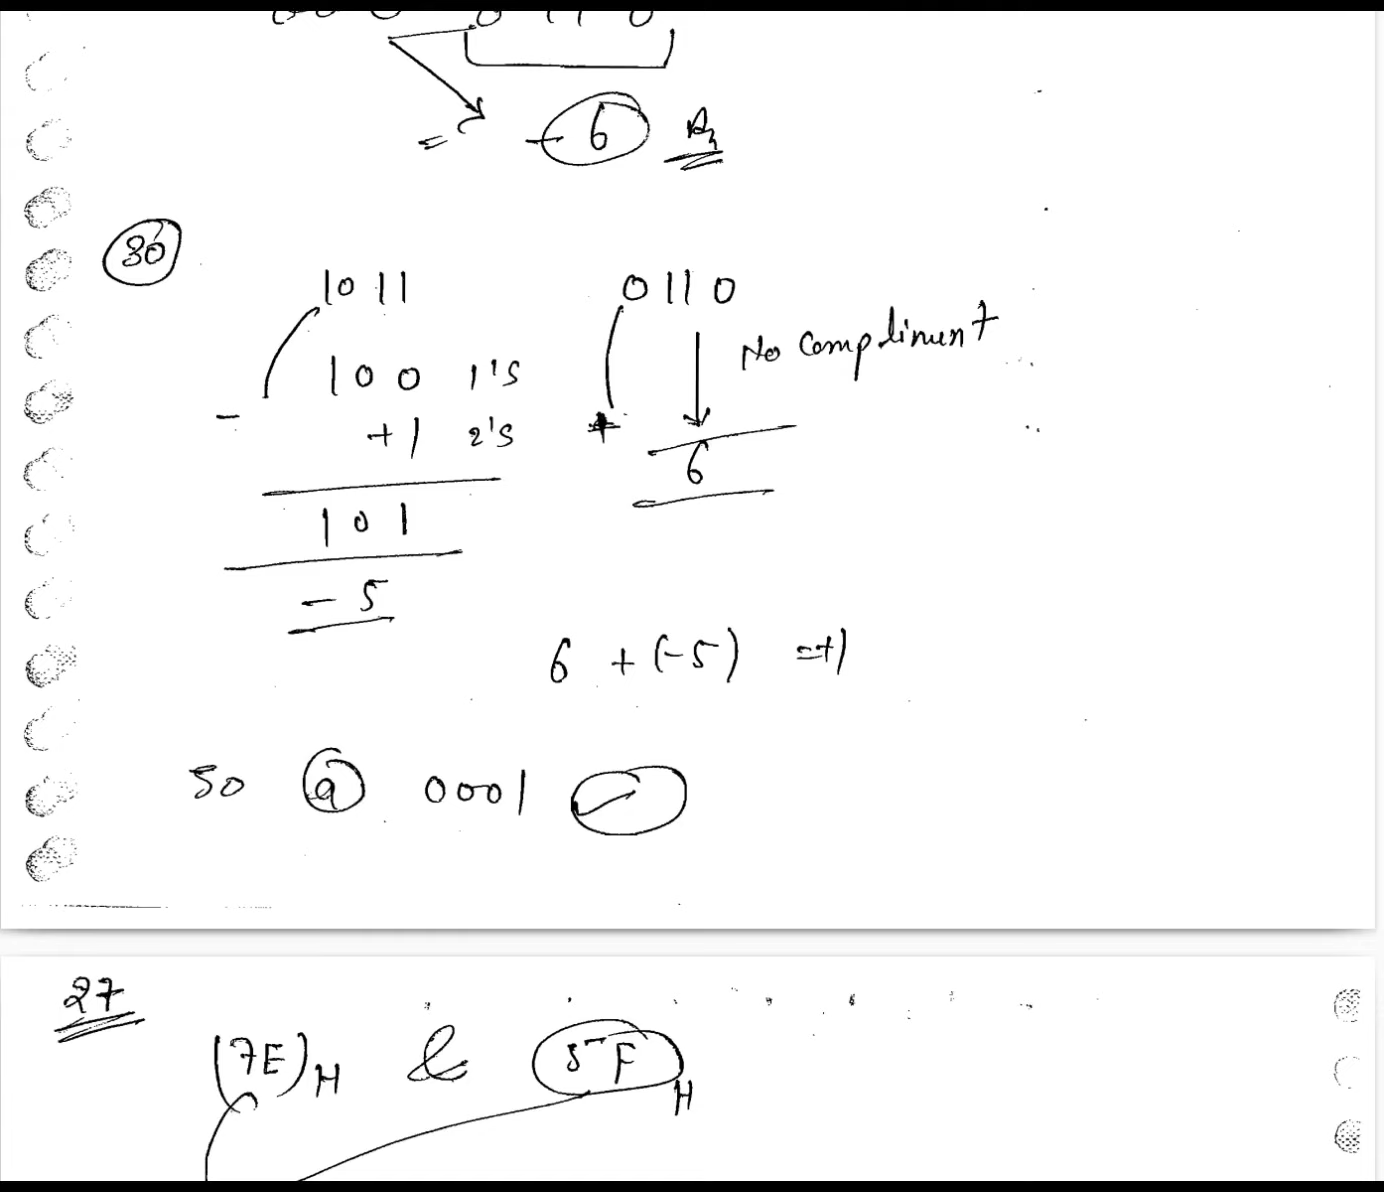 = - 6 Ans
30
1011 0110
100 1's No compliment
- +1 2's +
101 6
- 5
6 + (-5) = +1
so a 0001
27
(7E)H & 5F H